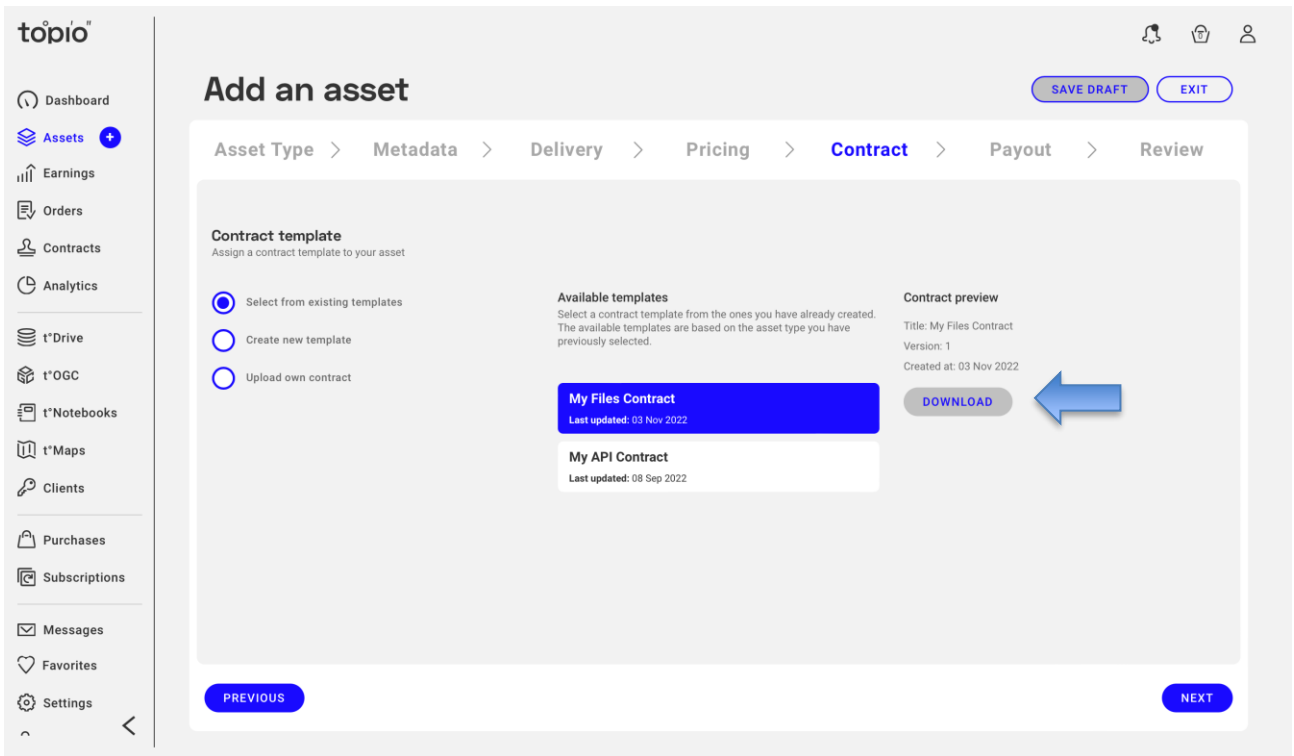 topio
Dashboard
Assets +
Earnings
Orders
Contracts
Analytics
t°Drive
t°OGC
t°Notebooks
t°Maps
Clients
Purchases
Subscriptions
Messages
Favorites
Settings
Add an asset
SAVE DRAFT
EXIT
Asset Type > Metadata > Delivery > Pricing > Contract > Payout > Review
Contract template
Assign a contract template to your asset
Select from existing templates
Create new template
Upload own contract
Available templates
Select a contract template from the ones you have already created.
The available templates are based on the asset type you have
previously selected.
My Files Contract
Last updated: 03 Nov 2022
My API Contract
Last updated: 08 Sep 2022
Contract preview
Title: My Files Contract
Version: 1
Created at: 03 Nov 2022
DOWNLOAD
PREVIOUS
NEXT